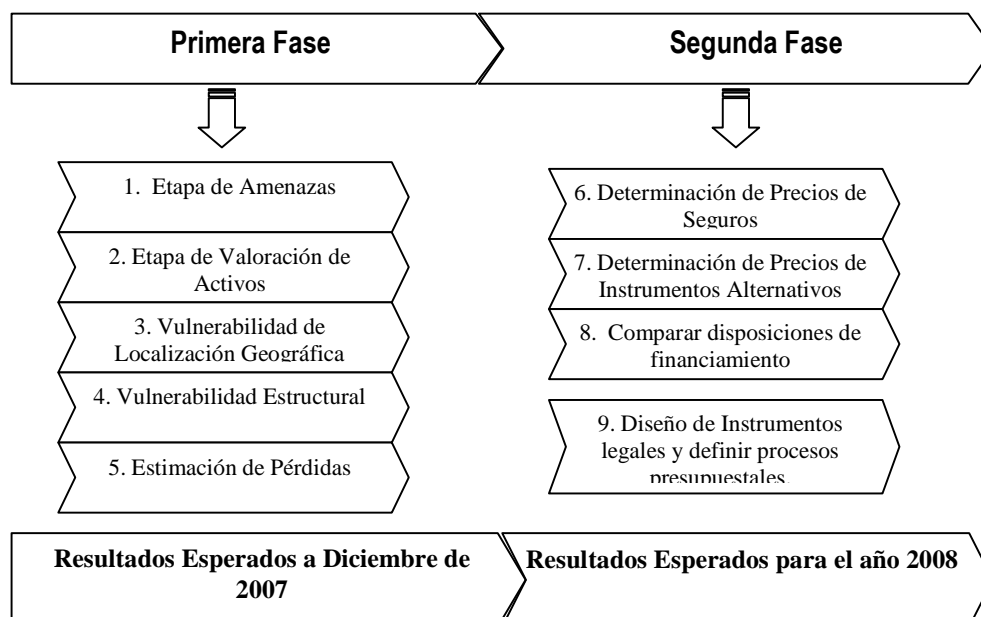 Primera Fase
Segunda Fase
1. Etapa de Amenazas
2. Etapa de Valoración de
Activos
3. Vulnerabilidad de
Localización Geográfica
4. Vulnerabilidad Estructural
5. Estimación de Pérdidas
6. Determinación de Precios de
Seguros
7. Determinación de Precios de
Instrumentos Alternativos
8. Comparar disposiciones de
financiamiento
9. Diseño de Instrumentos
legales y definir procesos
presupuestales.
Resultados Esperados a Diciembre de
2007
Resultados Esperados para el año 2008